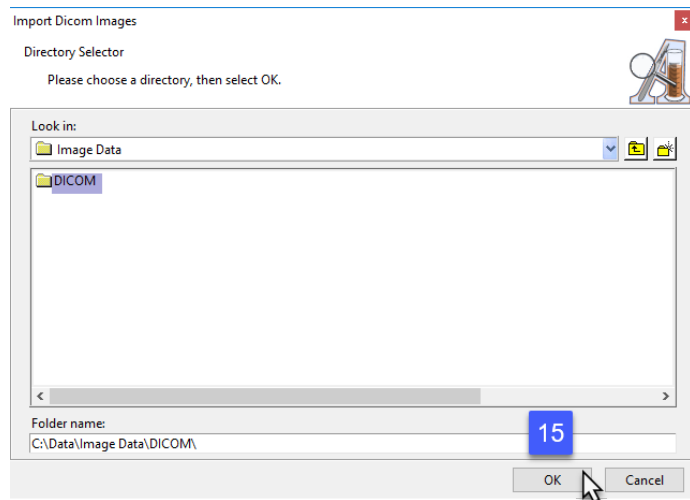 Import Dicom Images
x
Directory Selector
Please choose a directory, then select OK.
Look in:
Image Data
DICOM
Folder name:
C:\Data\Image Data\DICOM\
15
OK
Cancel